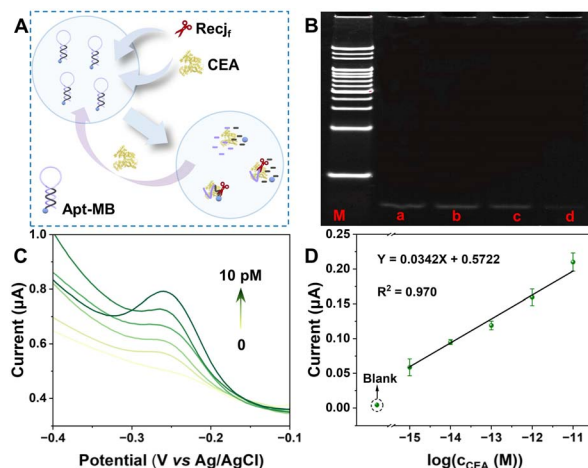 A
Recj_f
CEA
Apt-MB
B
M
a
b
c
d
C
1.0
0.8
0.6
0.4
Current (μA)
10 pM
0
−0.4
−0.3
−0.2
−0.1
Potential (V vs Ag/AgCl)
D
0.25
0.20
0.15
0.10
0.05
0.00
Current (μA)
Y = 0.0342X + 0.5722
R² = 0.970
Blank
−15
−14
−13
−12
−11
log(c_CEA (M))